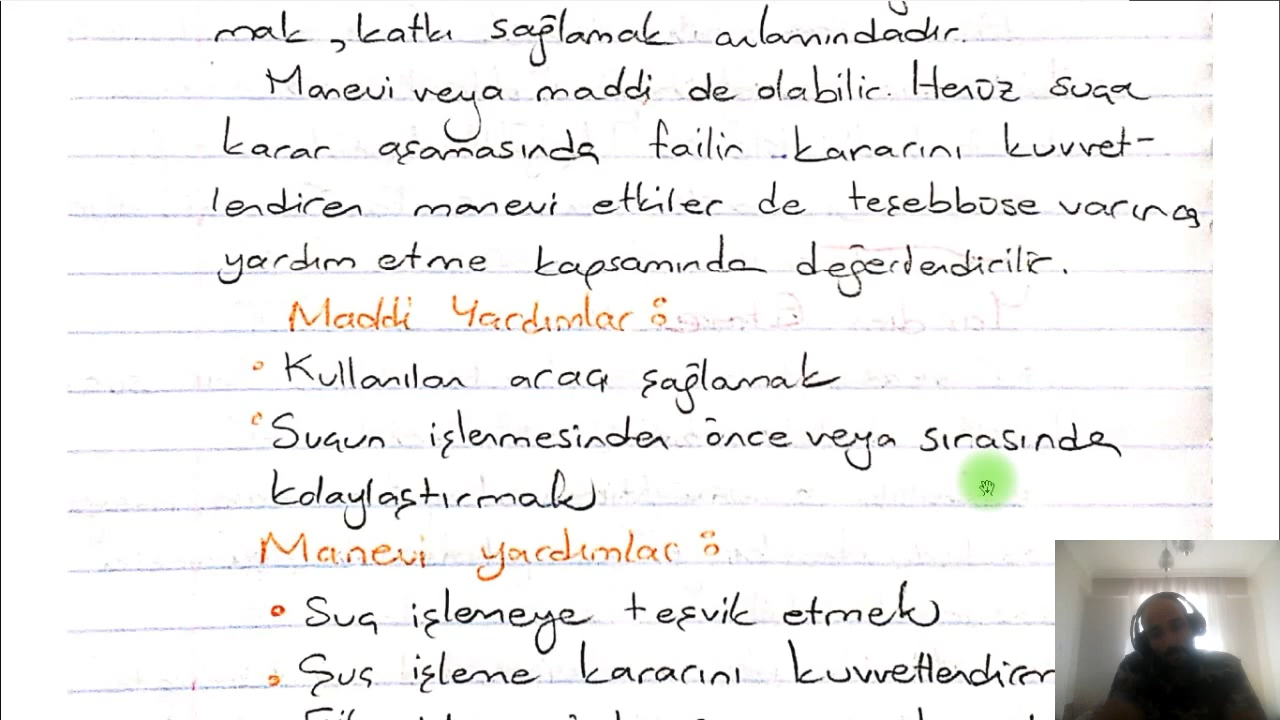 mak, katkı sağlamak anlamındadır.
Manevi veya maddi de olabilir. Henüz suça
karar aşamasında failin kararını kuvvet-
lendiren manevi etkiler de teşebbüse varınca
yardım etme kapsamında değerlendirilir.
Maddi Yardımlar:
• Kullanılan aracı sağlamak
• Suçun işlenmesinden önce veya sırasında
kolaylaştırmak
Manevi yardımlar:
• Suç işlemeye teşvik etmek
• Suç işleme kararını